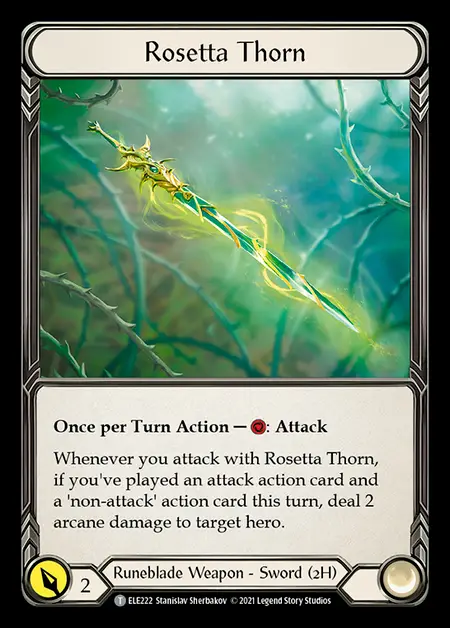 Rosetta Thorn
Once per Turn Action — : Attack
Whenever you attack with Rosetta Thorn,
if you've played an attack action card and
a 'non-attack' action card this turn, deal 2
arcane damage to target hero.
2
Runeblade Weapon - Sword (2H)
T ELE222 Stanislav Sherbakov © 2021 Legend Story Studios